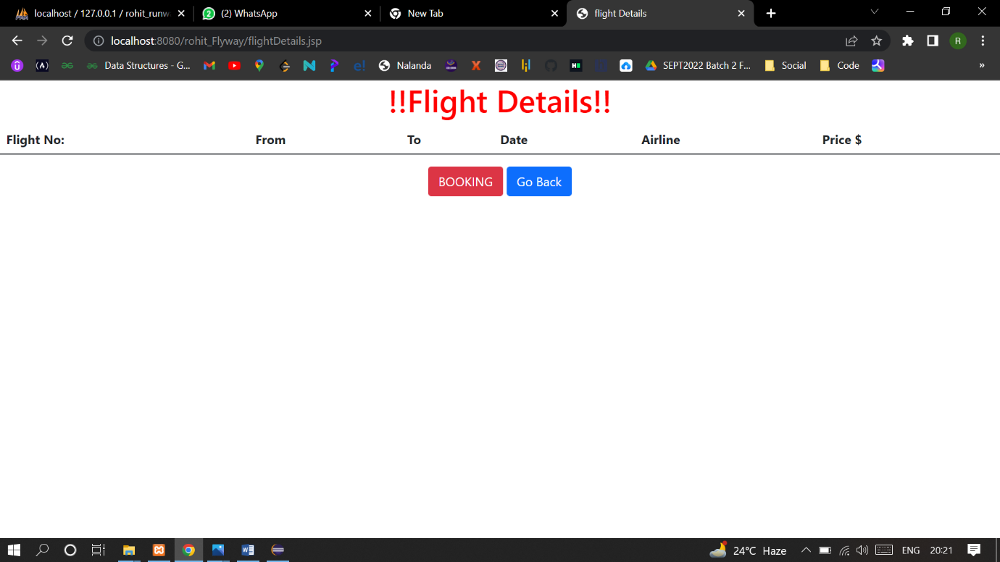 localhost / 127.0.0.1 / rohit_runw
(2) WhatsApp
New Tab
flight Details
localhost:8080/rohit_Flyway/flightDetails.jsp
R
Data Structures - G...
Nalanda
SEPT2022 Batch 2 F...
Social
Code
»
!!Flight Details!!
Flight No: From To Date Airline Price $
BOOKING Go Back
24°C Haze
ENG
20:21